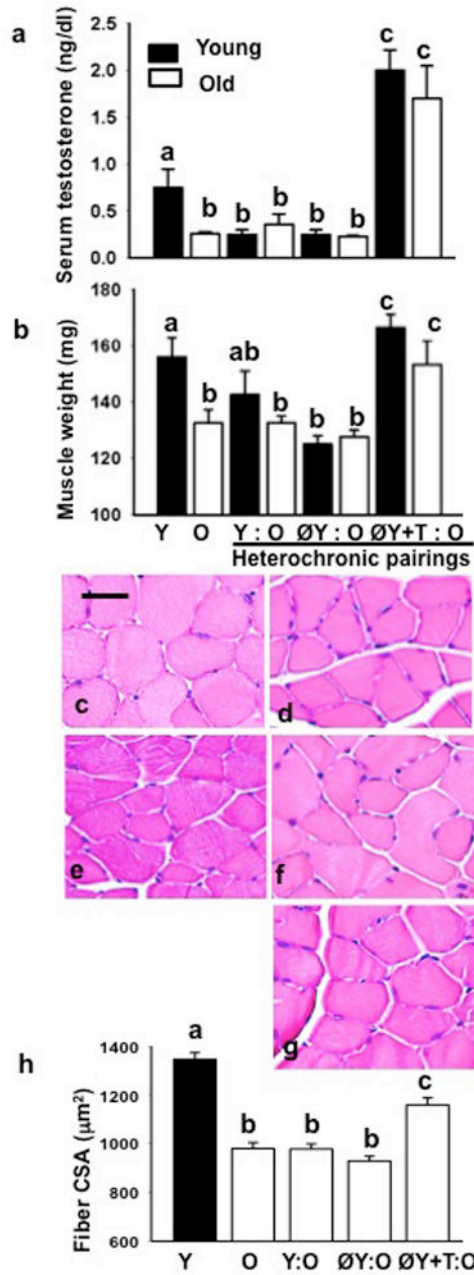 a
Serum testosterone (ng/dl)
2.5
2.0
1.5
1.0
0.5
0.0
Young
Old
a
b
b
b
b
b
c
c
b
Muscle weight (mg)
180
160
140
120
100
a
b
ab
b
b
b
c
c
Y O Y : O ØY : O ØY+T : O
Heterochronic pairings
c
d
e
f
g
h
Fiber CSA (μm²)
1400
1200
1000
800
600
a
b
b
b
c
Y O Y:O ØY:O ØY+T:O